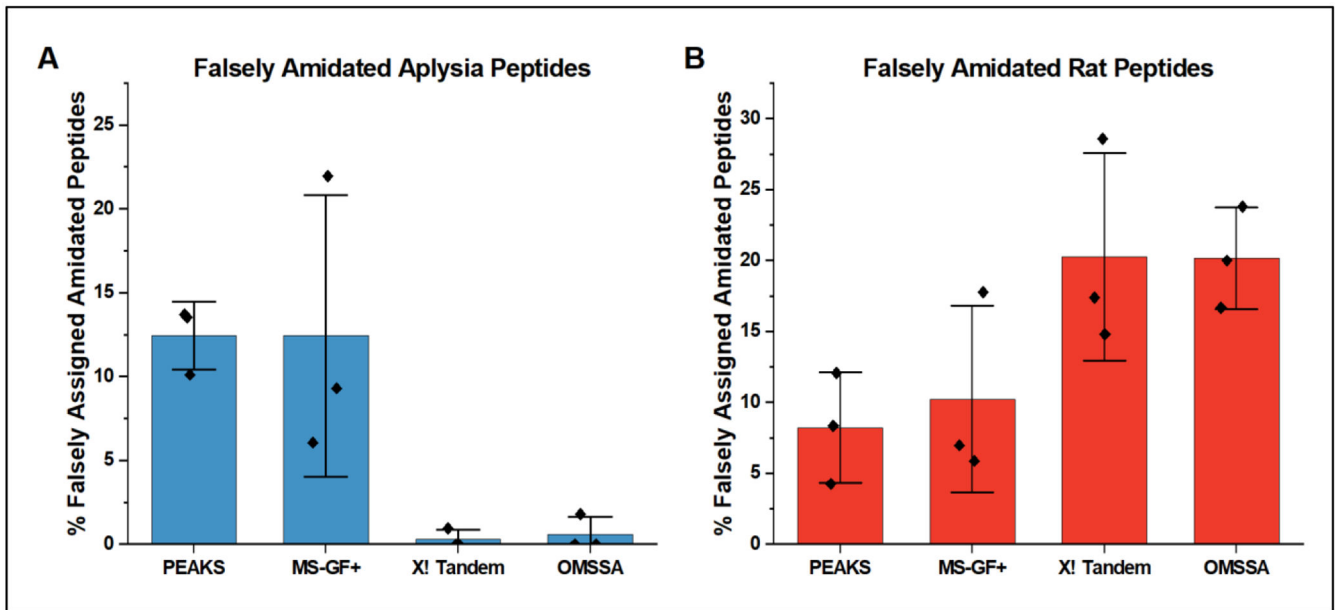 A
Falsely Amidated Aplysia Peptides
% Falsely Assigned Amidated Peptides
25
20
15
10
5
0
PEAKS MS-GF+ X! Tandem OMSSA
B
Falsely Amidated Rat Peptides
% Falsely Assigned Amidated Peptides
30
25
20
15
10
5
0
PEAKS MS-GF+ X! Tandem OMSSA